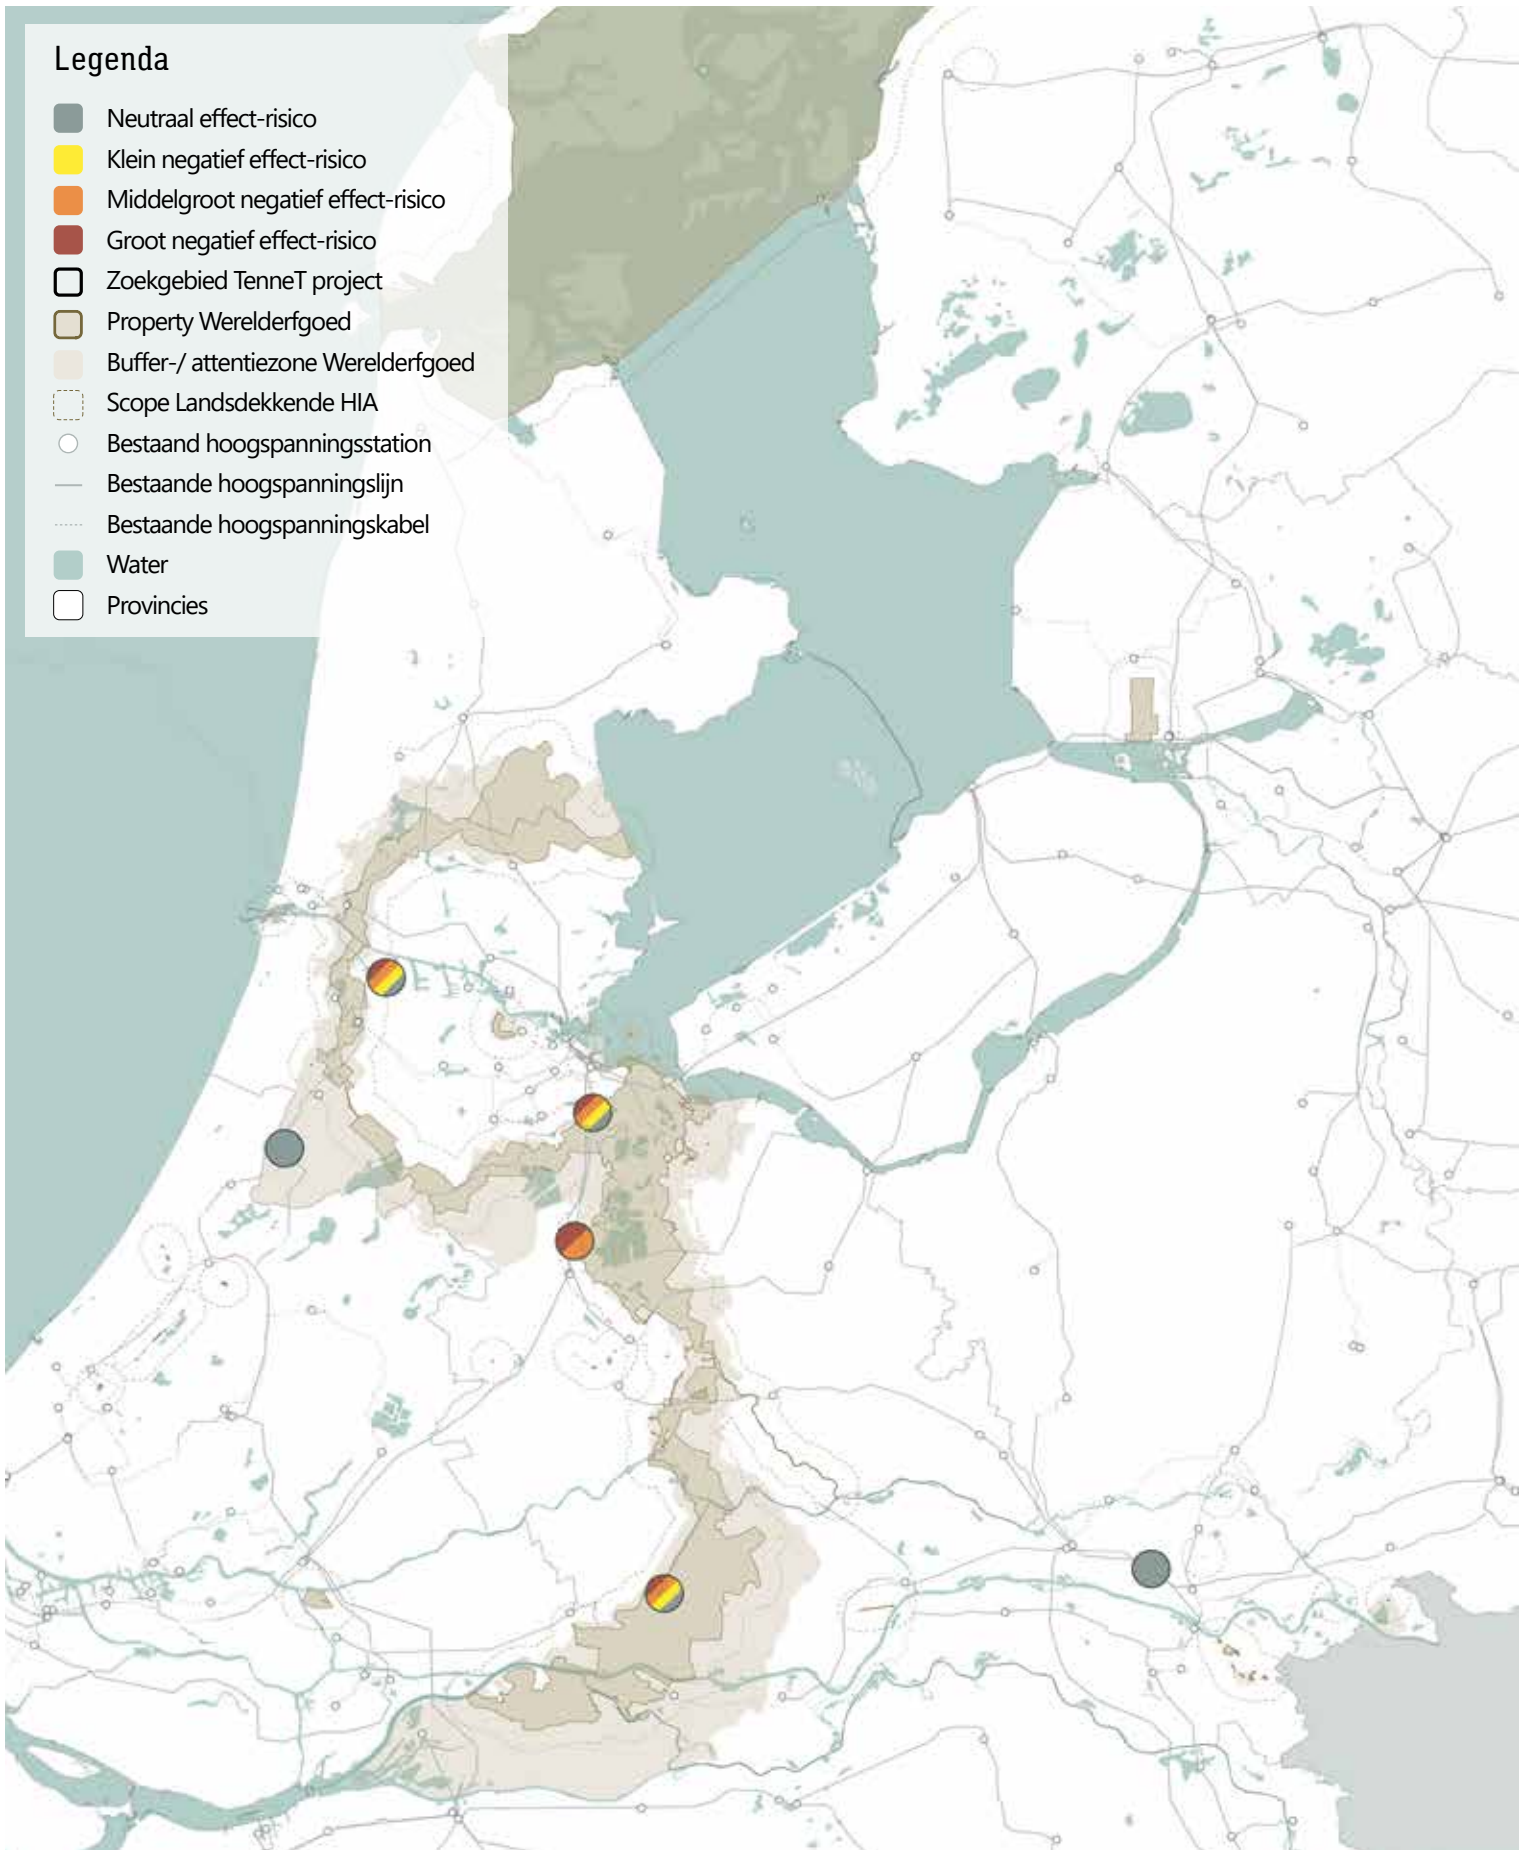 Legenda
Neutraal effect-risico
Klein negatief effect-risico
Middelgroot negatief effect-risico
Groot negatief effect-risico
Zoekgebied TenneT project
Property Werelderfgoed
Buffer-/ attentiezone Werelderfgoed
Scope Landsdekkende HIA
Bestaand hoogspanningsstation
Bestaande hoogspanningslijn
Bestaande hoogspanningskabel
Water
Provincies